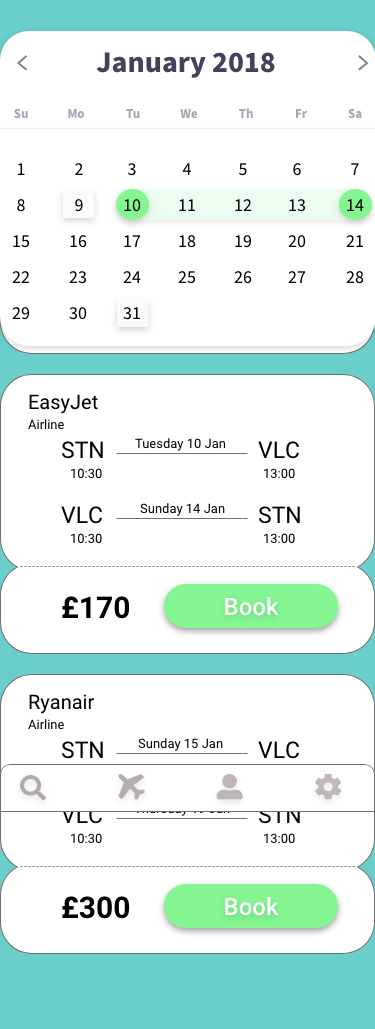 January 2018
Su Mo Tu We Th Fr Sa
1 2 3 4 5 6 7
8 9 10 11 12 13 14
15 16 17 18 19 20 21
22 23 24 25 26 27 28
29 30 31
EasyJet
Airline
STN Tuesday 10 Jan VLC
10:30 13:00
VLC Sunday 14 Jan STN
10:30 13:00
£170 Book
Ryanair
Airline
STN Sunday 15 Jan VLC
VLC STN
10:30 13:00
£300 Book